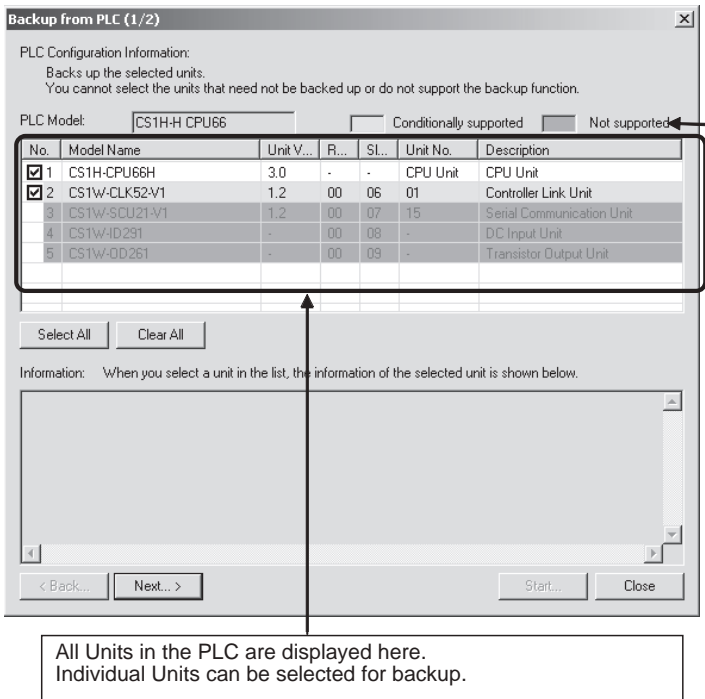 Backup from PLC (1/2)
PLC Configuration Information:
Backs up the selected units.
You cannot select the units that need not be backed up or do not support the backup function.
PLC Model: CS1H-H CPU66 Conditionally supported Not supported
No. Model Name Unit V... R... Sl... Unit No. Description
1 CS1H-CPU66H 3.0 - - CPU Unit CPU Unit
2 CS1W-CLK52-V1 1.2 00 06 01 Controller Link Unit
3 CS1W-SCU21-V1 1.2 00 07 15 Serial Communication Unit
4 CS1W-ID291 - 00 08 - DC Input Unit
5 CS1W-OD261 - 00 09 - Transistor Output Unit
Select All Clear All
Information: When you select a unit in the list, the information of the selected unit is shown below.
< Back... Next... > Start... Close
All Units in the PLC are displayed here.
Individual Units can be selected for backup.